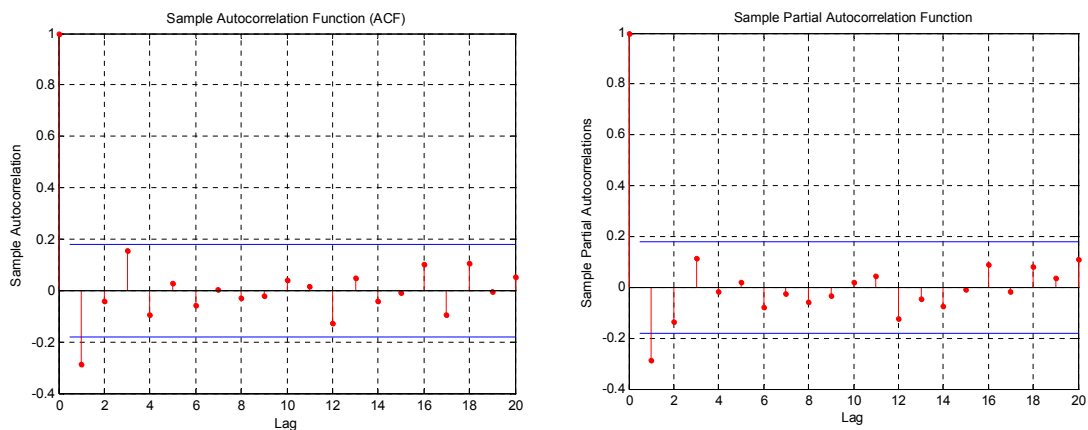 Sample Autocorrelation Function (ACF)
Sample Autocorrelation
1
0.8
0.6
0.4
0.2
0
-0.2
-0.4
0 2 4 6 8 10 12 14 16 18 20
Lag
Sample Partial Autocorrelation Function
Sample Partial Autocorrelations
1
0.8
0.6
0.4
0.2
0
-0.2
-0.4
0 2 4 6 8 10 12 14 16 18 20
Lag